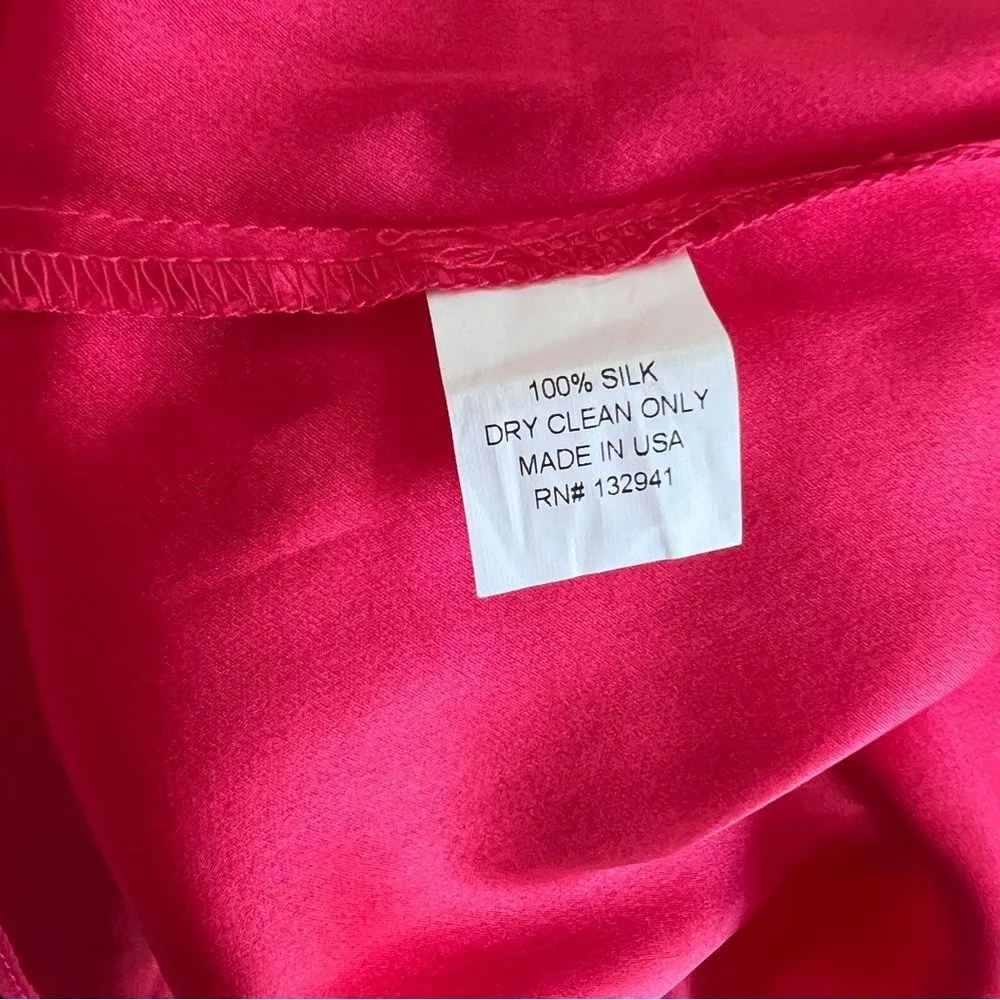 100% SILK
DRY CLEAN ONLY
MADE IN USA
RN# 132941